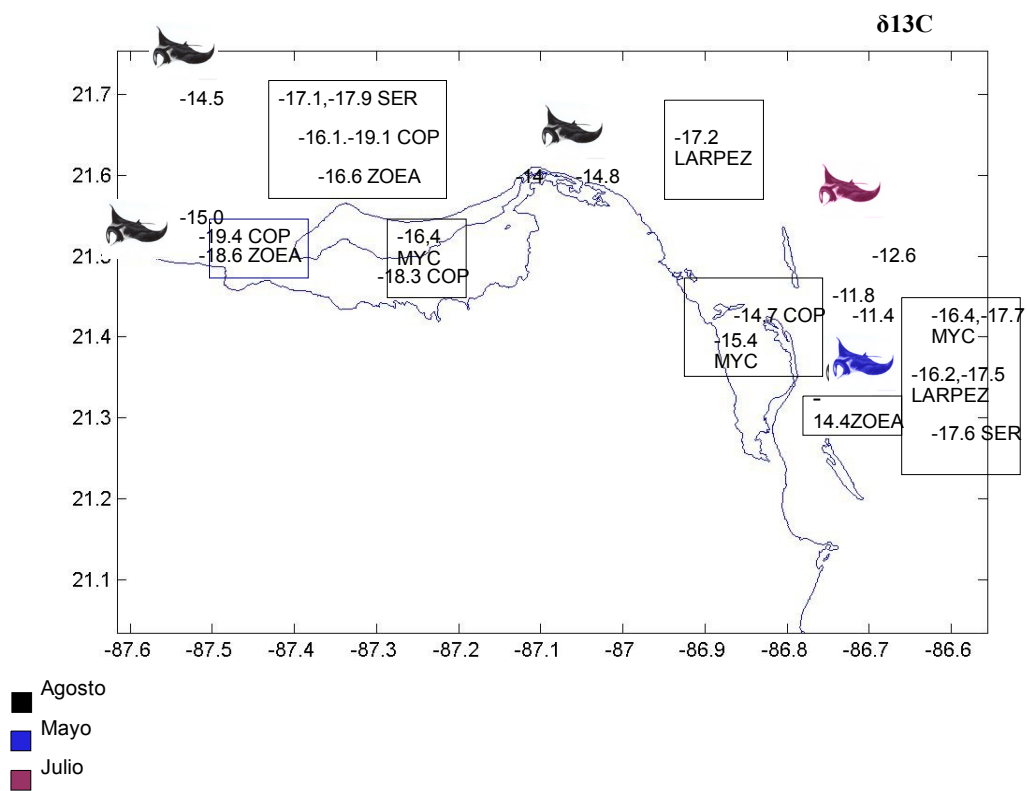 δ13C
21.7
-14.5
-17.1,-17.9 SER
-16.1.-19.1 COP
-16.6 ZOEA
-17.2
LARPEZ
21.6
-14
-14.8
-15.0
-19.4 COP
-18.6 ZOEA
-16,4
MYC
-18.3 COP
-12.6
-11.8
-11.4
21.4
-14.7 COP
-15.4
MYC
-16.4,-17.7
MYC
-16.2,-17.5
LARPEZ
-17.6 SER
21.3
-
14.4ZOEA
21.2
21.1
-87.6 -87.5 -87.4 -87.3 -87.2 -87.1 -87 -86.9 -86.8 -86.7 -86.6
Agosto
Mayo
Julio